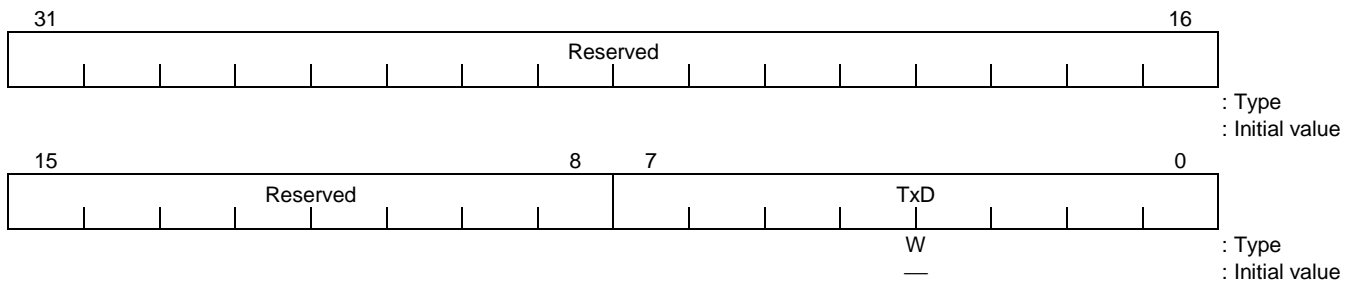 31 16
Reserved
: Type
: Initial value
15 8 7 0
Reserved TxD
W : Type
— : Initial value